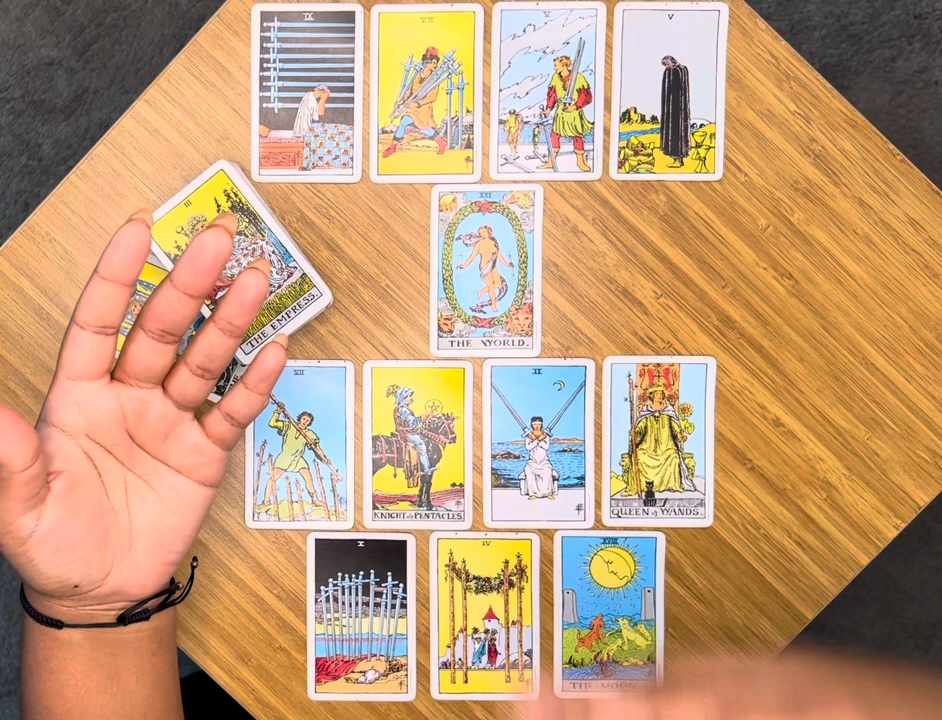 IX
VII
V
V
III
THE EMPRESS.
XXI
THE WORLD.
VII
KNIGHT of PENTACLES
II
QUEEN of WANDS.
X
IV
XVIII
THE MOON